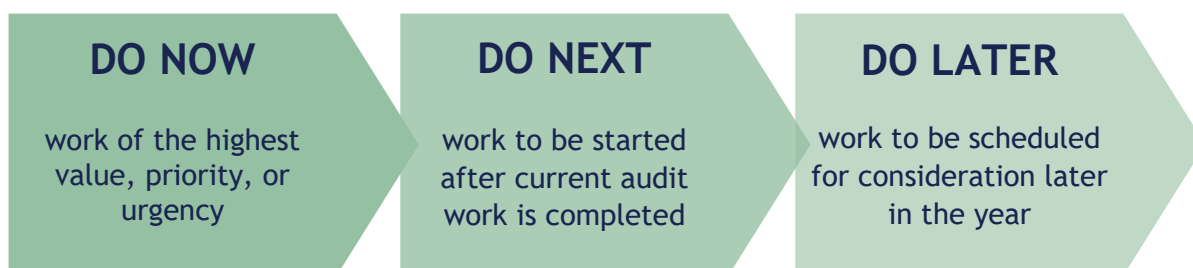 DO NOW
work of the highest
value, priority, or
urgency
DO NEXT
work to be started
after current audit
work is completed
DO LATER
work to be scheduled
for consideration later
in the year